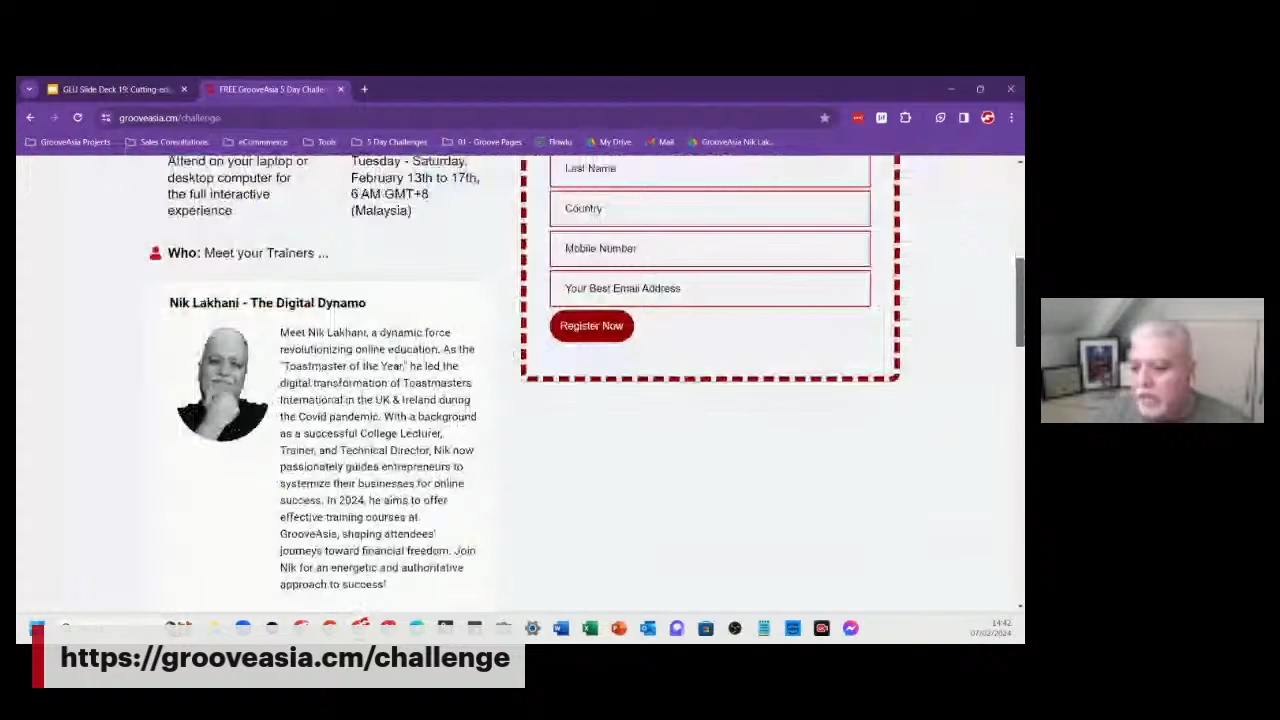 GLU Slide Deck 19: Cutting-ed
FREE GrooveAsia 5 Day Challe
grooveasia.cm/challenge
GrooveAsia Projects
Sales Consultations
eCommerce
Tools
5 Day Challenges
01 - Groove Pages
Flowlu
My Drive
Mail
GrooveAsia Nik Lak...
Attend on your laptop or
desktop computer for
the full interactive
experience
Tuesday - Saturday,
February 13th to 17th,
6 AM GMT+8
(Malaysia)
Who: Meet your Trainers ...
Nik Lakhani - The Digital Dynamo
Meet Nik Lakhani, a dynamic force
revolutionizing online education. As the
"Toastmaster of the Year," he led the
digital transformation of Toastmasters
International in the UK & Ireland during
the Covid pandemic. With a background
as a successful College Lecturer,
Trainer, and Technical Director, Nik now
passionately guides entrepreneurs to
systemize their businesses for online
success. In 2024, he aims to offer
effective training courses at
GrooveAsia, shaping attendees'
journeys toward financial freedom. Join
Nik for an energetic and authoritative
approach to success!
Last Name
Country
Mobile Number
Your Best Email Address
Register Now
14:42
07/02/2024
https://grooveasia.cm/challenge